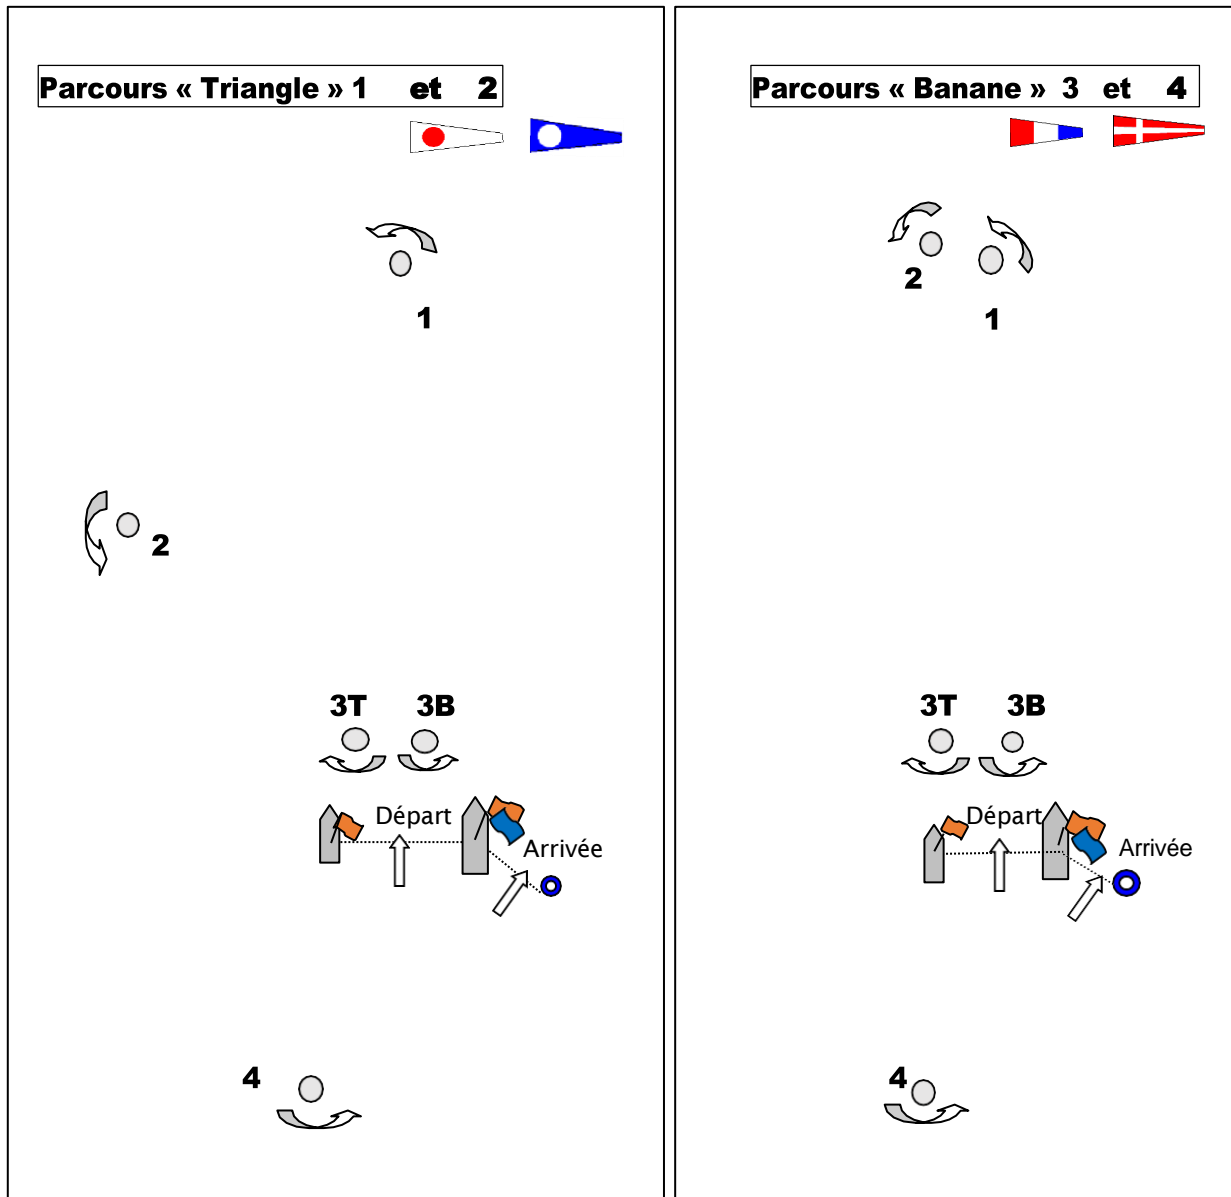 Parcours « Triangle » 1 et 2
1
2
3T 3B
Départ
Arrivée
4
Parcours « Banane » 3 et 4
2
1
3T 3B
Départ
Arrivée
4